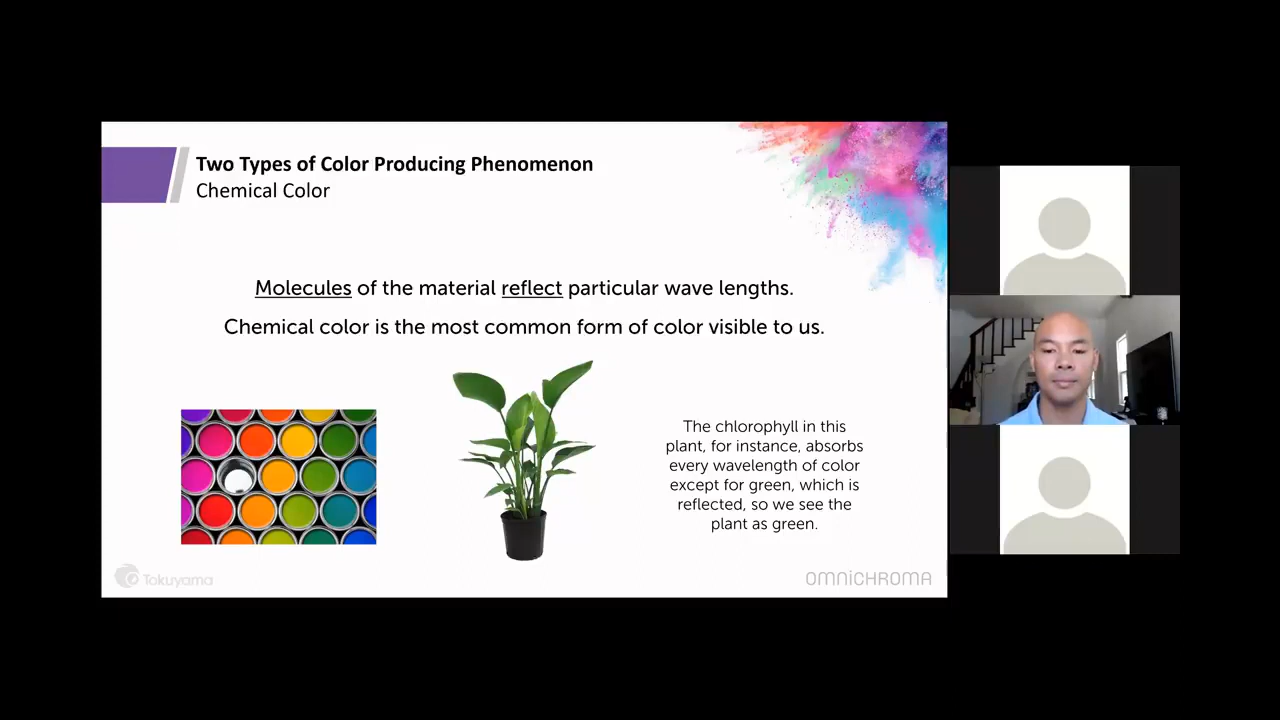 Two Types of Color Producing Phenomenon
Chemical Color
Molecules of the material reflect particular wave lengths.
Chemical color is the most common form of color visible to us.
The chlorophyll in this
plant, for instance, absorbs
every wavelength of color
except for green, which is
reflected, so we see the
plant as green.
Tokuyama
OMNICHROMA